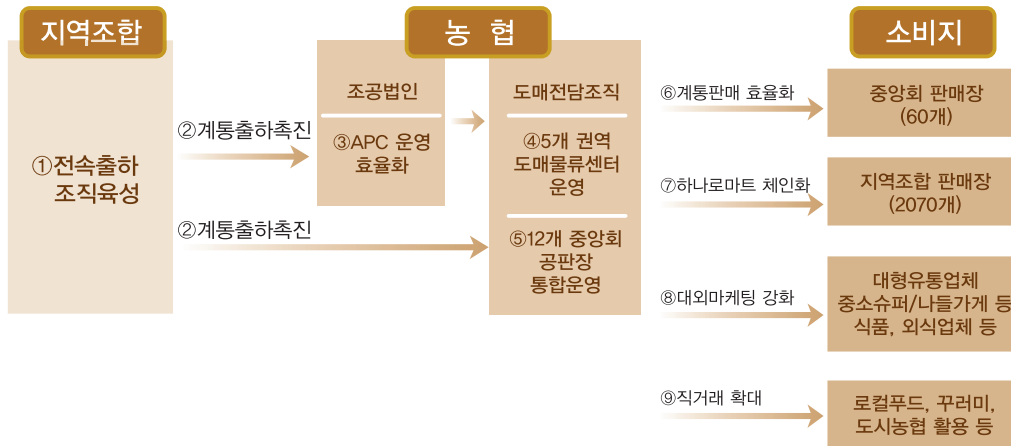 지역조합
농 협
소비지
①전속출하
조직육성
②계통출하촉진
②계통출하촉진
조공법인
③APC 운영
효율화
도매전담조직
④5개 권역
도매물류센터
운영
⑤12개 중앙회
공판장
통합운영
⑥계통판매 효율화
중앙회 판매장
(60개)
⑦하나로마트 체인화
지역조합 판매장
(2070개)
⑧대외마케팅 강화
대형유통업체
중소슈퍼/나들가게 등
식품, 외식업체 등
⑨직거래 확대
로컬푸드, 꾸러미,
도시농협 활용 등